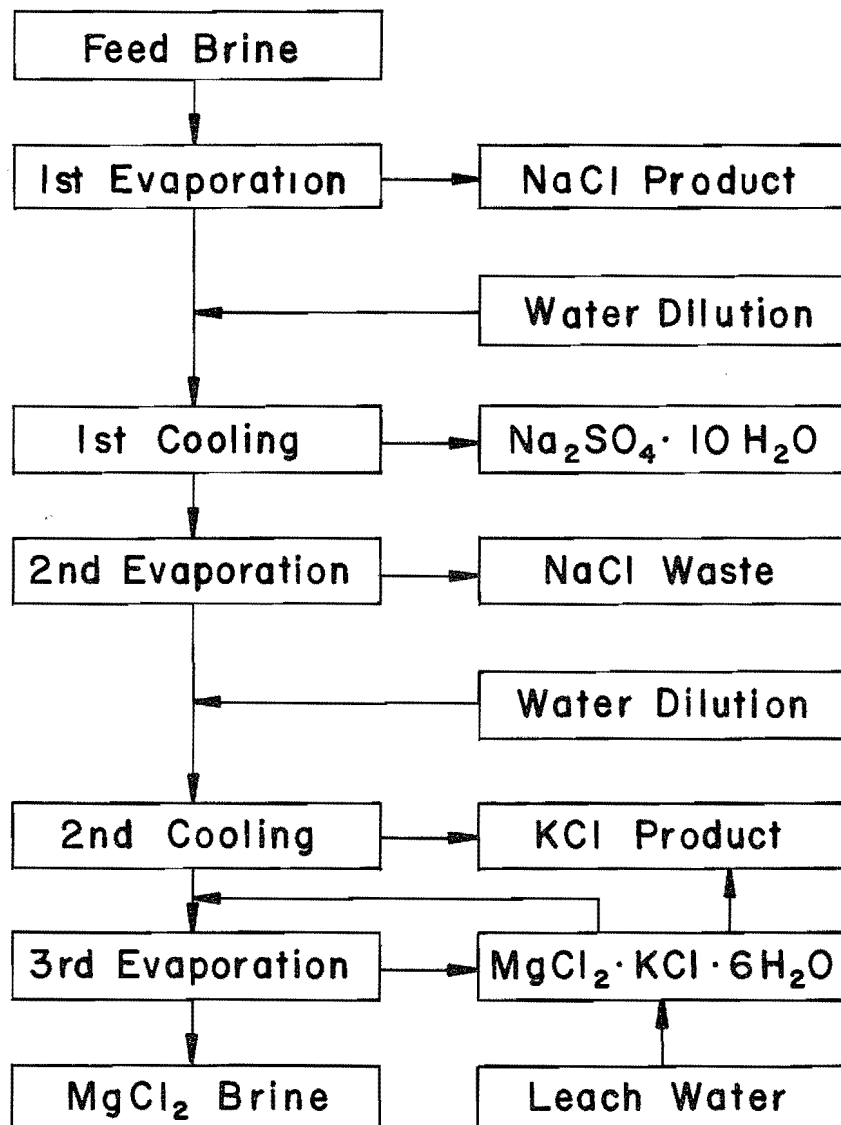 Feed Brine
1st Evaporation
NaCl Product
Water Dilution
1st Cooling
Na₂SO₄· 10 H₂O
2nd Evaporation
NaCl Waste
Water Dilution
2nd Cooling
KCl Product
3rd Evaporation
MgCl₂·KCl·6H₂O
MgCl₂ Brine
Leach Water